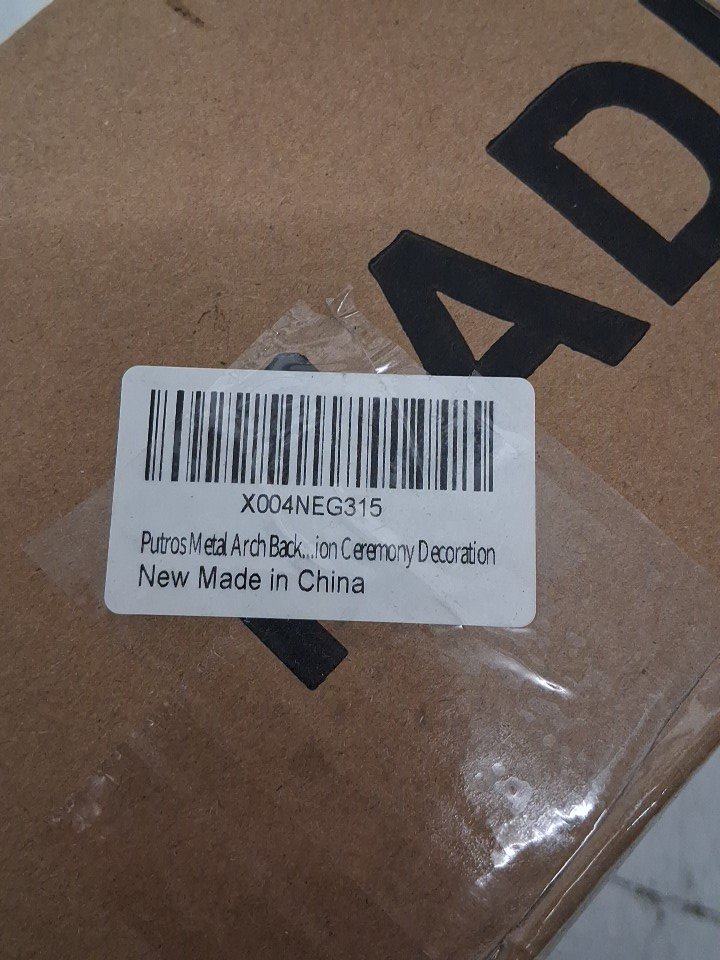 X004NEG315
Putros Metal Arch Back...ion Ceremony Decoration
New Made in China